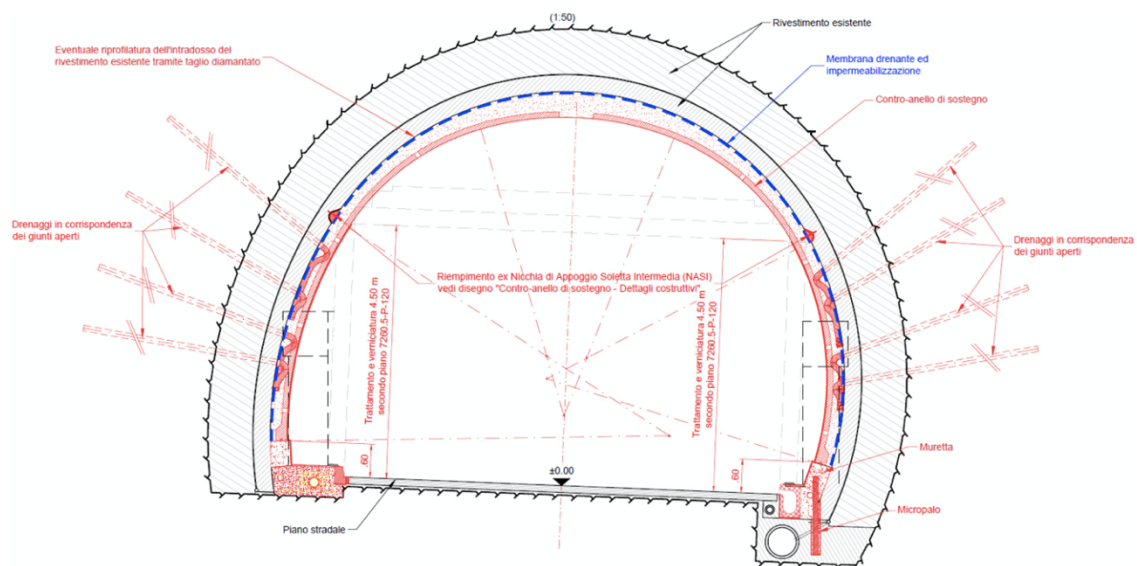 (1:50)
Rivestimento esistente
Eventuale riprofilatura dell'intradosso del
rivestimento esistente tramite taglio diamantato
Membrana drenante ed
impermeabilizzazione
Contro-anello di sostegno
Drenaggi in corrispondenza
dei giunti aperti
Drenaggi in corrispondenza
dei giunti aperti
Riempimento ex Nicchia di Appoggio Soletta Intermedia (NASI)
vedi disegno "Contro-anello di sostegno - Dettagli costruttivi"
Trattamento e verniciatura 4.50 m
secondo piano 7260.5-P-120
Trattamento e verniciatura 4.50 m
secondo piano 7260.5-P-120
.60
±0.00
.60
Muretta
Micropalo
Piano stradale